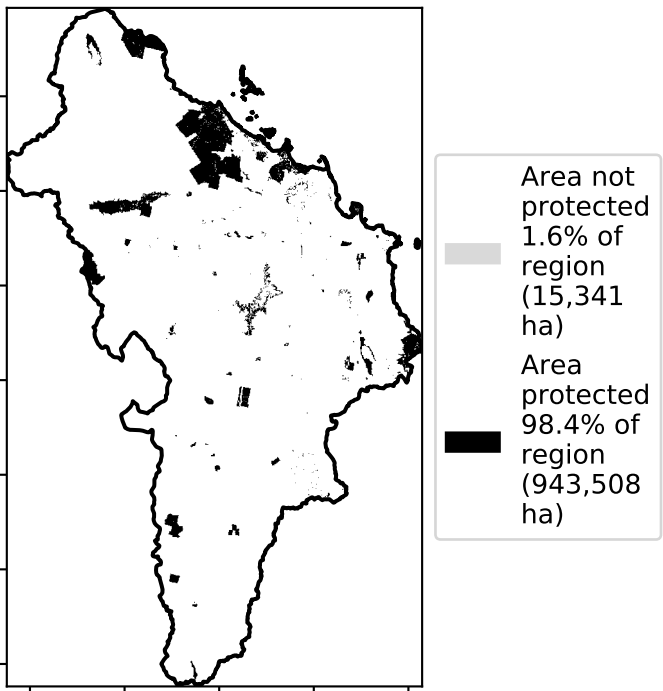 Area not
protected
1.6% of
region
(15,341
ha)
Area
protected
98.4% of
region
(943,508
ha)